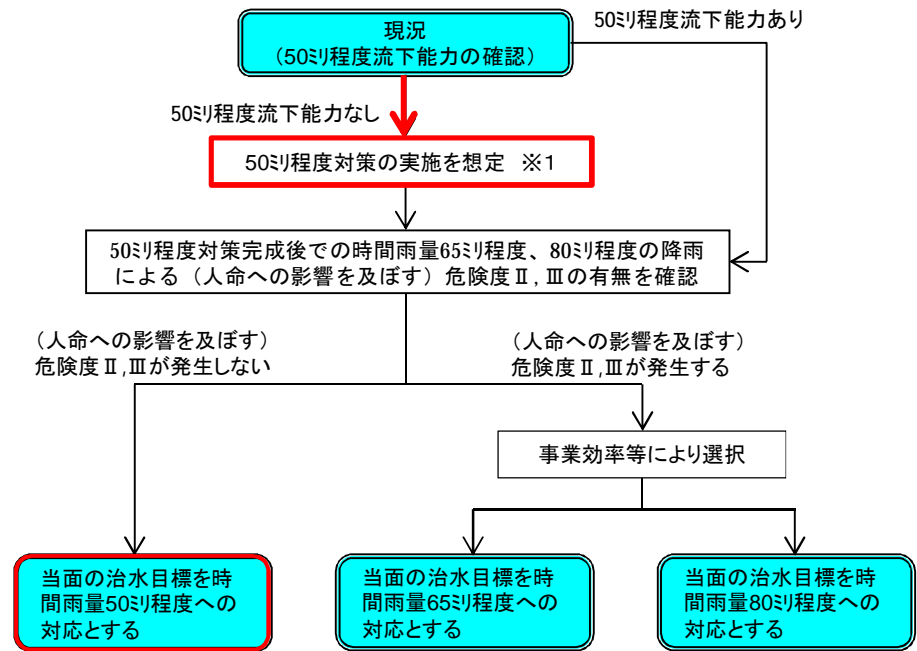 現況
（50ﾐﾘ程度流下能力の確認）
50ﾐﾘ程度流下能力あり
50ﾐﾘ程度流下能力なし
50ﾐﾘ程度対策の実施を想定　※1
50ﾐﾘ程度対策完成後での時間雨量65ﾐﾘ程度、80ﾐﾘ程度の降雨
による（人命への影響を及ぼす）危険度Ⅱ,Ⅲの有無を確認
（人命への影響を及ぼす）
危険度Ⅱ,Ⅲが発生しない
（人命への影響を及ぼす）
危険度Ⅱ,Ⅲが発生する
事業効率等により選択
当面の治水目標を時
間雨量50ﾐﾘ程度への
対応とする
当面の治水目標を時
間雨量65ﾐﾘ程度への
対応とする
当面の治水目標を時
間雨量80ﾐﾘ程度への
対応とする